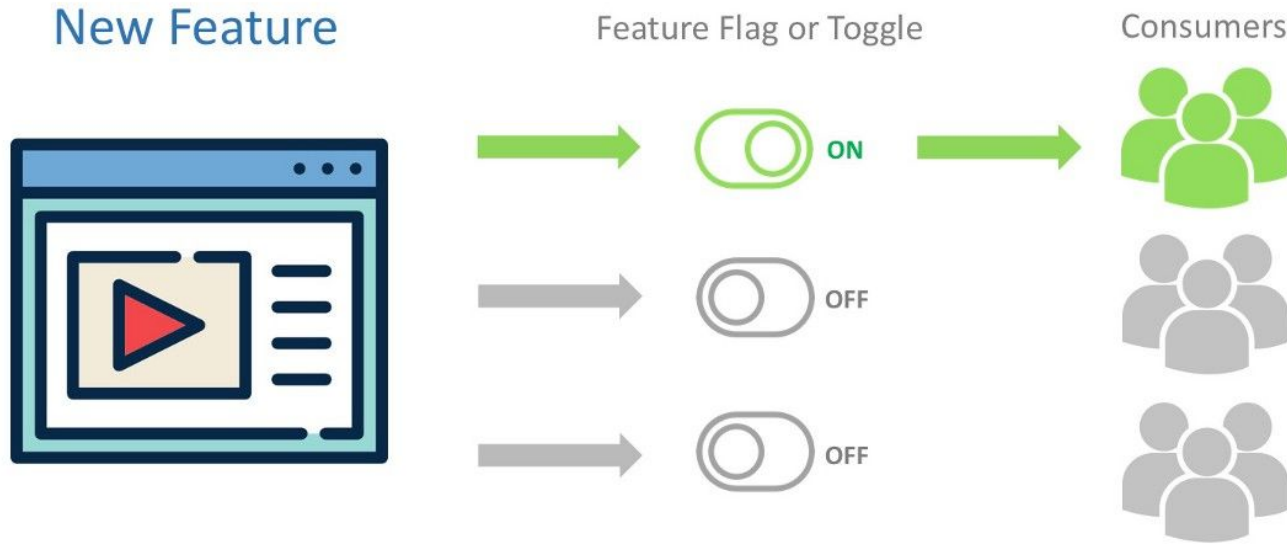 New Feature
Feature Flag or Toggle
Consumers
ON
OFF
OFF